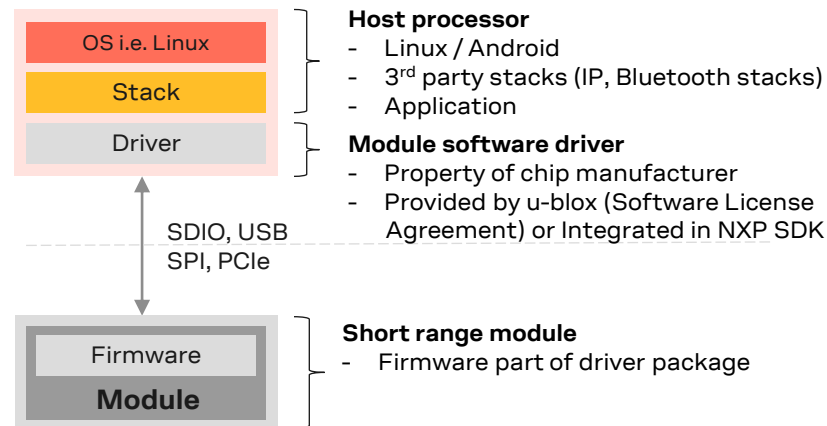 OS i.e. Linux
Stack
Driver
Host processor
- Linux / Android
- 3rd party stacks (IP, Bluetooth stacks)
- Application
Module software driver
- Property of chip manufacturer
- Provided by u-blox (Software License
Agreement) or Integrated in NXP SDK
SDIO, USB
SPI, PCIe
Firmware
Module
Short range module
- Firmware part of driver package